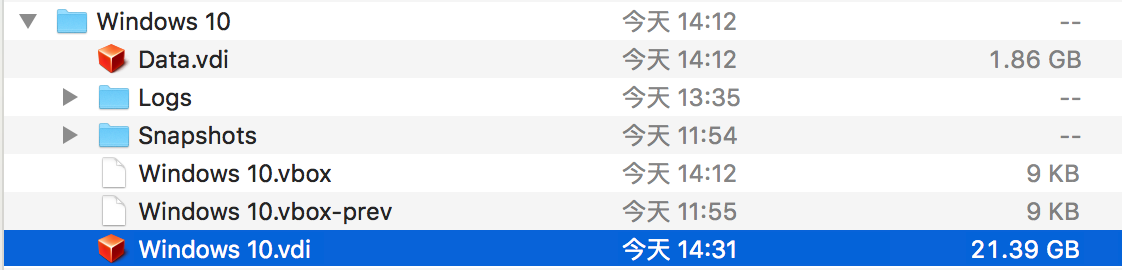 Windows 10 今天 14:12 --
Data.vdi 今天 14:12 1.86 GB
Logs 今天 13:35 --
Snapshots 今天 11:54 --
Windows 10.vbox 今天 14:12 9 KB
Windows 10.vbox-prev 今天 11:55 9 KB
Windows 10.vdi 今天 14:31 21.39 GB